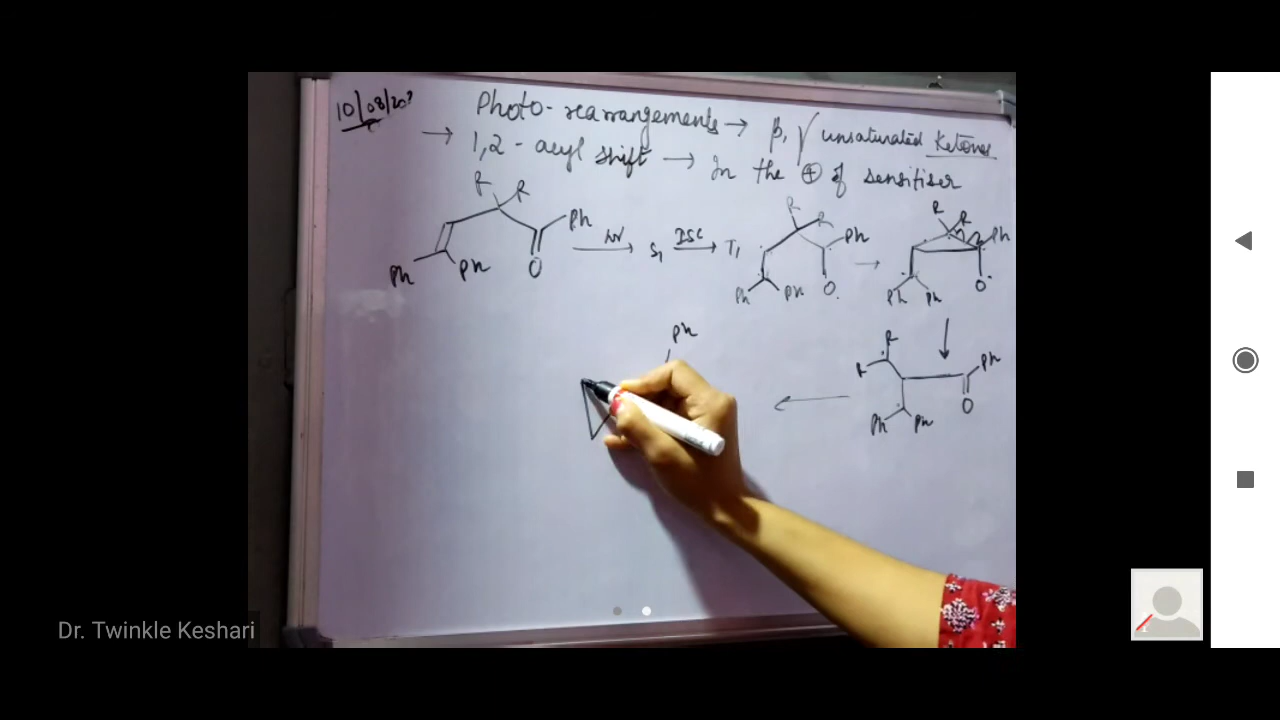 10/08/20?
Photo-rearrangements → β, γ unsaturated Ketones
→ 1,2 - acyl shift → In the ⊕ of sensitiser
R R
Ph
O
Ph Ph
hν → S₁ ISC → T₁
R R
Ph
O.
Ph Ph
→
R R
Ph
O.
Ph Ph
R
R
Ph
O
Ph Ph
Ph
Dr. Twinkle Keshari